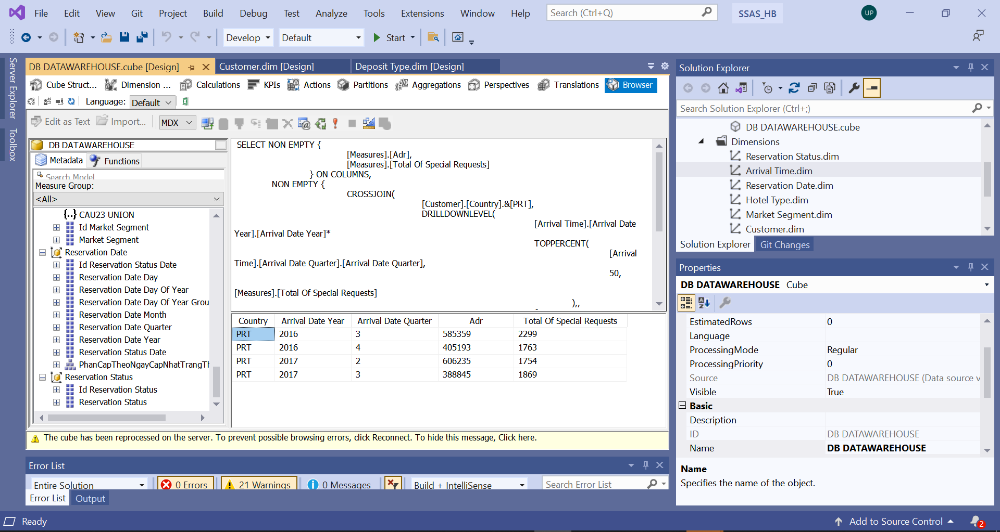 File Edit View Git Project Build Debug Test Analyze Tools Extensions Window Help Search (Ctrl+Q) SSAS_HB UP
Develop Default Start
Server Explorer
Toolbox
DB DATAWAREHOUSE.cube [Design] Customer.dim [Design] Deposit Type.dim [Design]
Cube Struct... Dimension ... Calculations KPIs Actions Partitions Aggregations Perspectives Translations Browser
Language: Default
Edit as Text Import... MDX
DB DATAWAREHOUSE
Metadata Functions
Search Model
Measure Group:
<All>
CAU23 UNION
Id Market Segment
Market Segment
Reservation Date
Id Reservation Status Date
Reservation Date Day
Reservation Date Day Of Year
Reservation Date Day Of Year Grou
Reservation Date Month
Reservation Date Quarter
Reservation Date Year
Reservation Status Date
PhanCapTheoNgayCapNhatTrangTh
Reservation Status
Id Reservation Status
Reservation Status
SELECT NON EMPTY {
[Measures].[Adr],
[Measures].[Total Of Special Requests]
} ON COLUMNS,
NON EMPTY {
CROSSJOIN(
[Customer].[Country].&[PRT],
DRILLDOWNLEVEL(
[Arrival Time].[Arrival Date
Year].[Arrival Date Year]*
TOPPERCENT(
[Arrival
Time].[Arrival Date Quarter].[Arrival Date Quarter],
50,
[Measures].[Total Of Special Requests]
),,
Country Arrival Date Year Arrival Date Quarter Adr Total Of Special Requests
PRT 2016 3 585359 2299
PRT 2016 4 405193 1763
PRT 2017 2 606235 1754
PRT 2017 3 388845 1869
The cube has been reprocessed on the server. To prevent possible browsing errors, click Reconnect. To hide this message, Click here.
Error List
Entire Solution 0 Errors 21 Warnings 0 Messages Build + IntelliSense Search Error List
Error List Output
Solution Explorer
Search Solution Explorer (Ctrl+;)
DB DATAWAREHOUSE.cube
Dimensions
Reservation Status.dim
Arrival Time.dim
Reservation Date.dim
Hotel Type.dim
Market Segment.dim
Customer.dim
Solution Explorer Git Changes
Properties
DB DATAWAREHOUSE Cube
EstimatedRows 0
Language
ProcessingMode Regular
ProcessingPriority 0
Source DB DATAWAREHOUSE (Data source v
Visible True
Basic
Description
ID DB DATAWAREHOUSE
Name DB DATAWAREHOUSE
Name
Specifies the name of the object.
Ready Add to Source Control 2